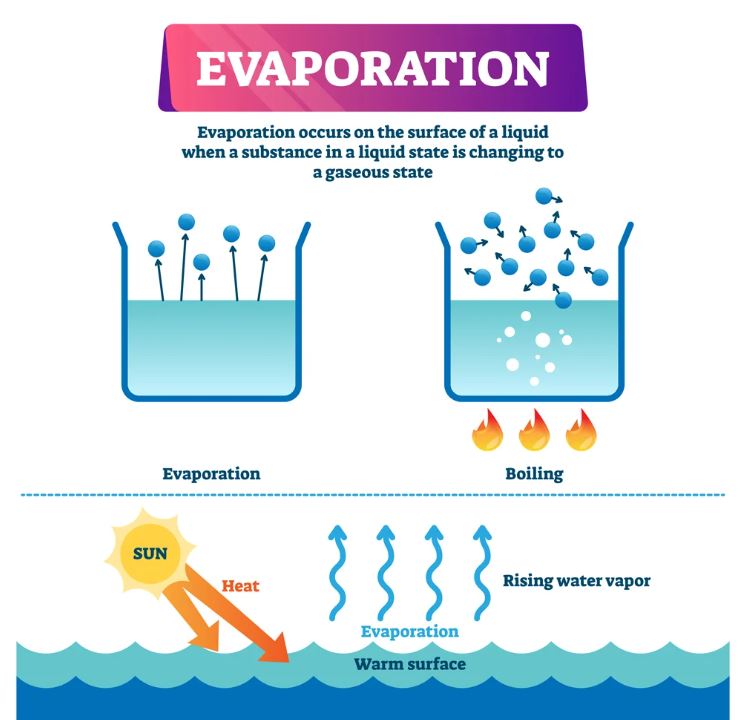 EVAPORATION
Evaporation occurs on the surface of a liquid
when a substance in a liquid state is changing to
a gaseous state
Evaporation
Boiling
SUN
Heat
Rising water vapor
Evaporation
Warm surface